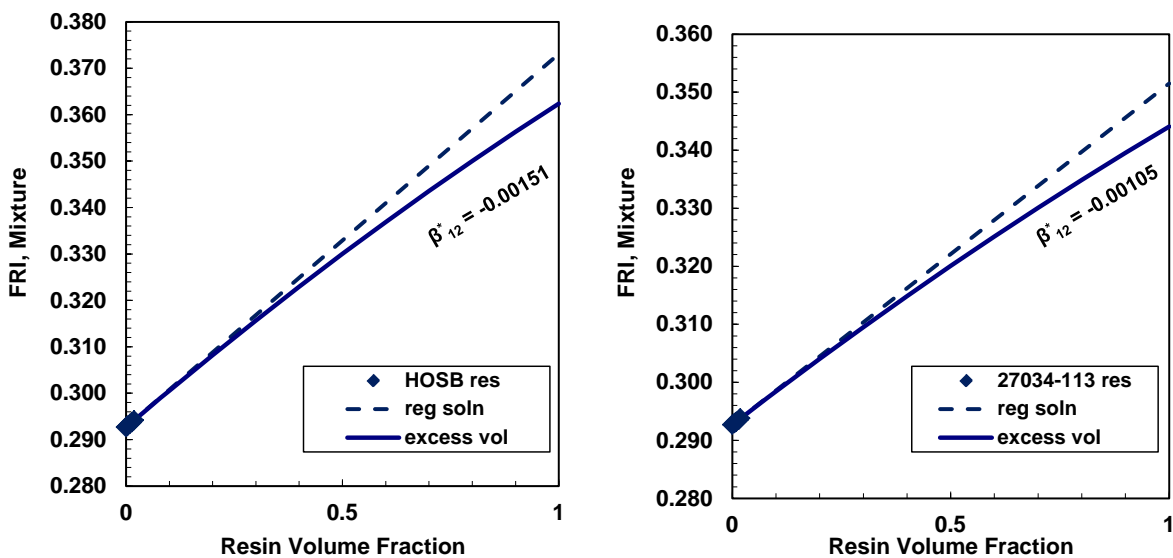 0.380
0.370
0.360
0.350
0.340
0.330
0.320
0.310
0.300
0.290
0.280
FRI, Mixture
β*12 = -0.00151
HOSB res
reg soln
excess vol
0 0.5 1
Resin Volume Fraction
0.360
0.350
0.340
0.330
0.320
0.310
0.300
0.290
0.280
FRI, Mixture
β*12 = -0.00105
27034-113 res
reg soln
excess vol
0 0.5 1
Resin Volume Fraction